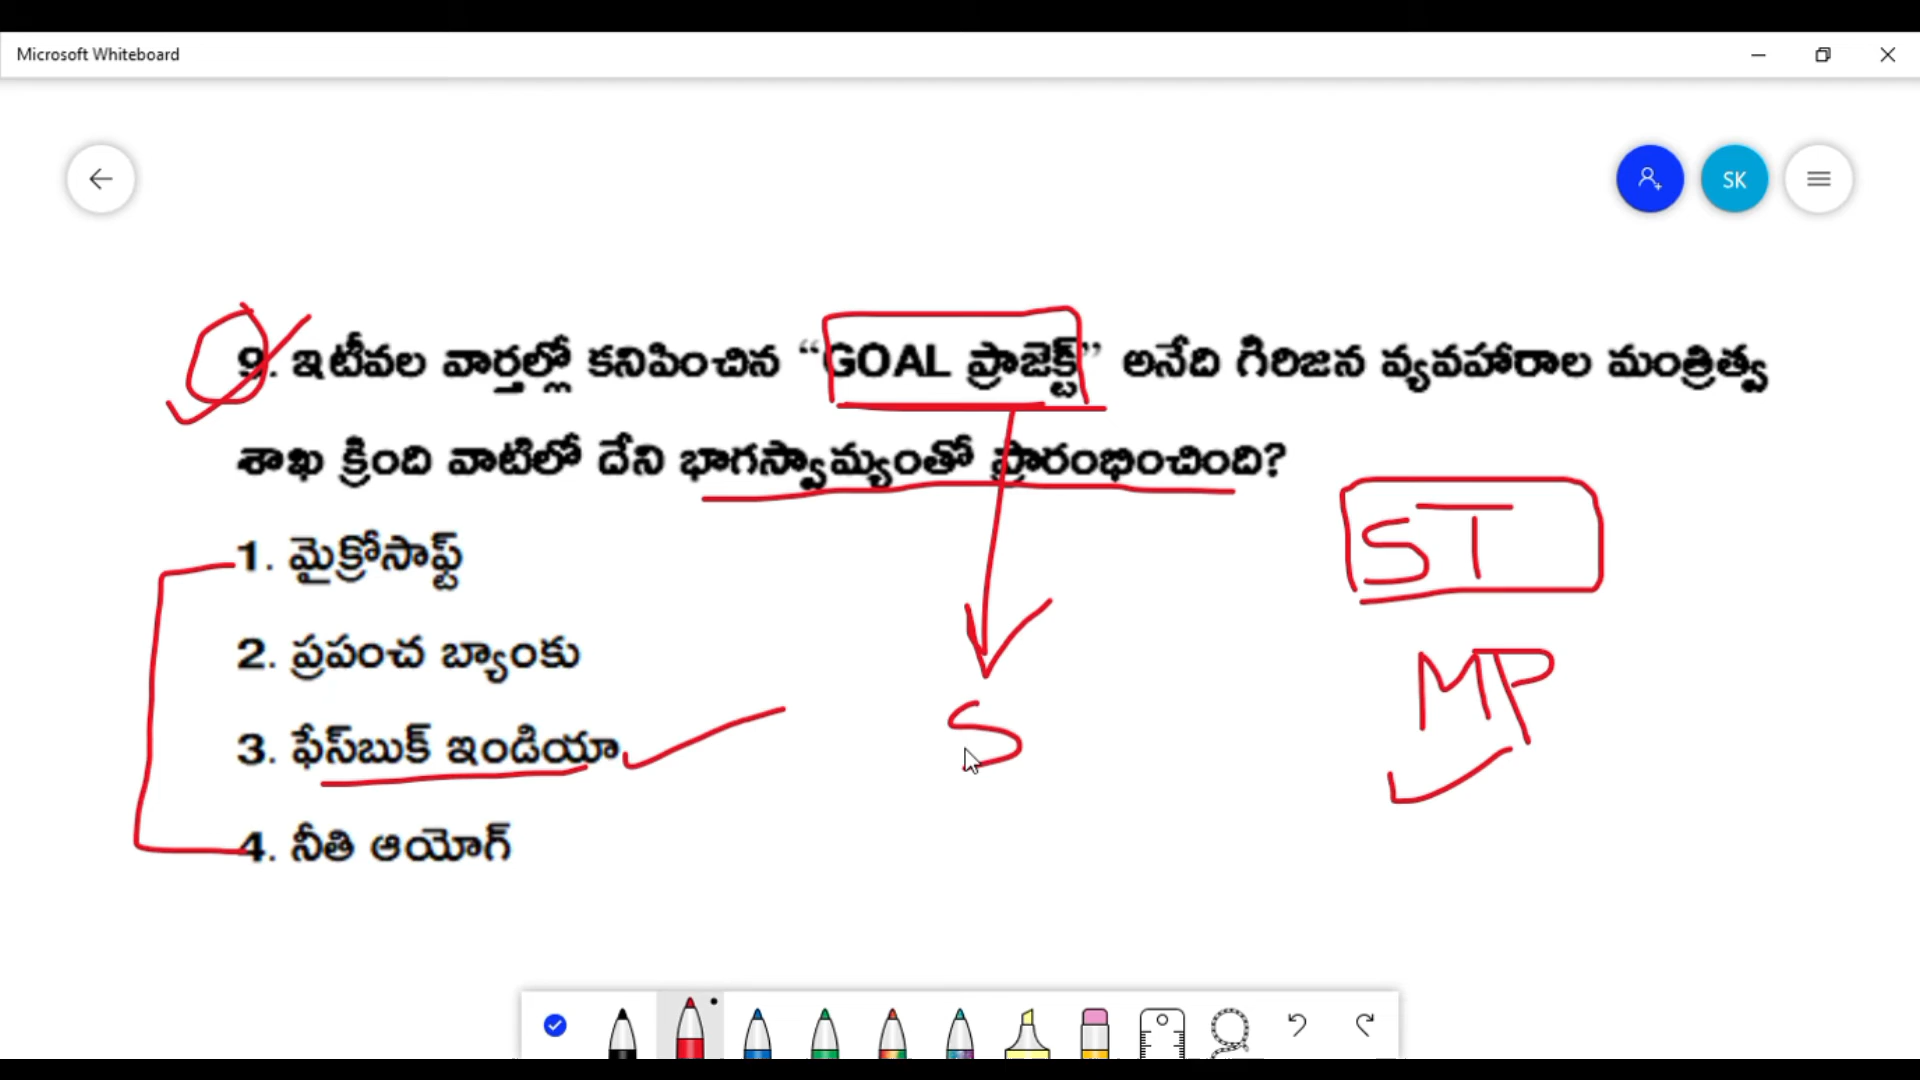 Microsoft Whiteboard
SK
9. ఇటీవల వార్తల్లో కనిపించిన “GOAL ప్రాజెక్ట్” అనేది గిరిజన వ్యవహారాల మంత్రిత్వ
శాఖ క్రింది వాటిలో దేని భాగస్వామ్యంతో ప్రారంభించింది?
ST
1. మైక్రోసాఫ్ట్
2. ప్రపంచ బ్యాంకు
MP
3. ఫేస్‌బుక్ ఇండియా
S
4. నీతి ఆయోగ్